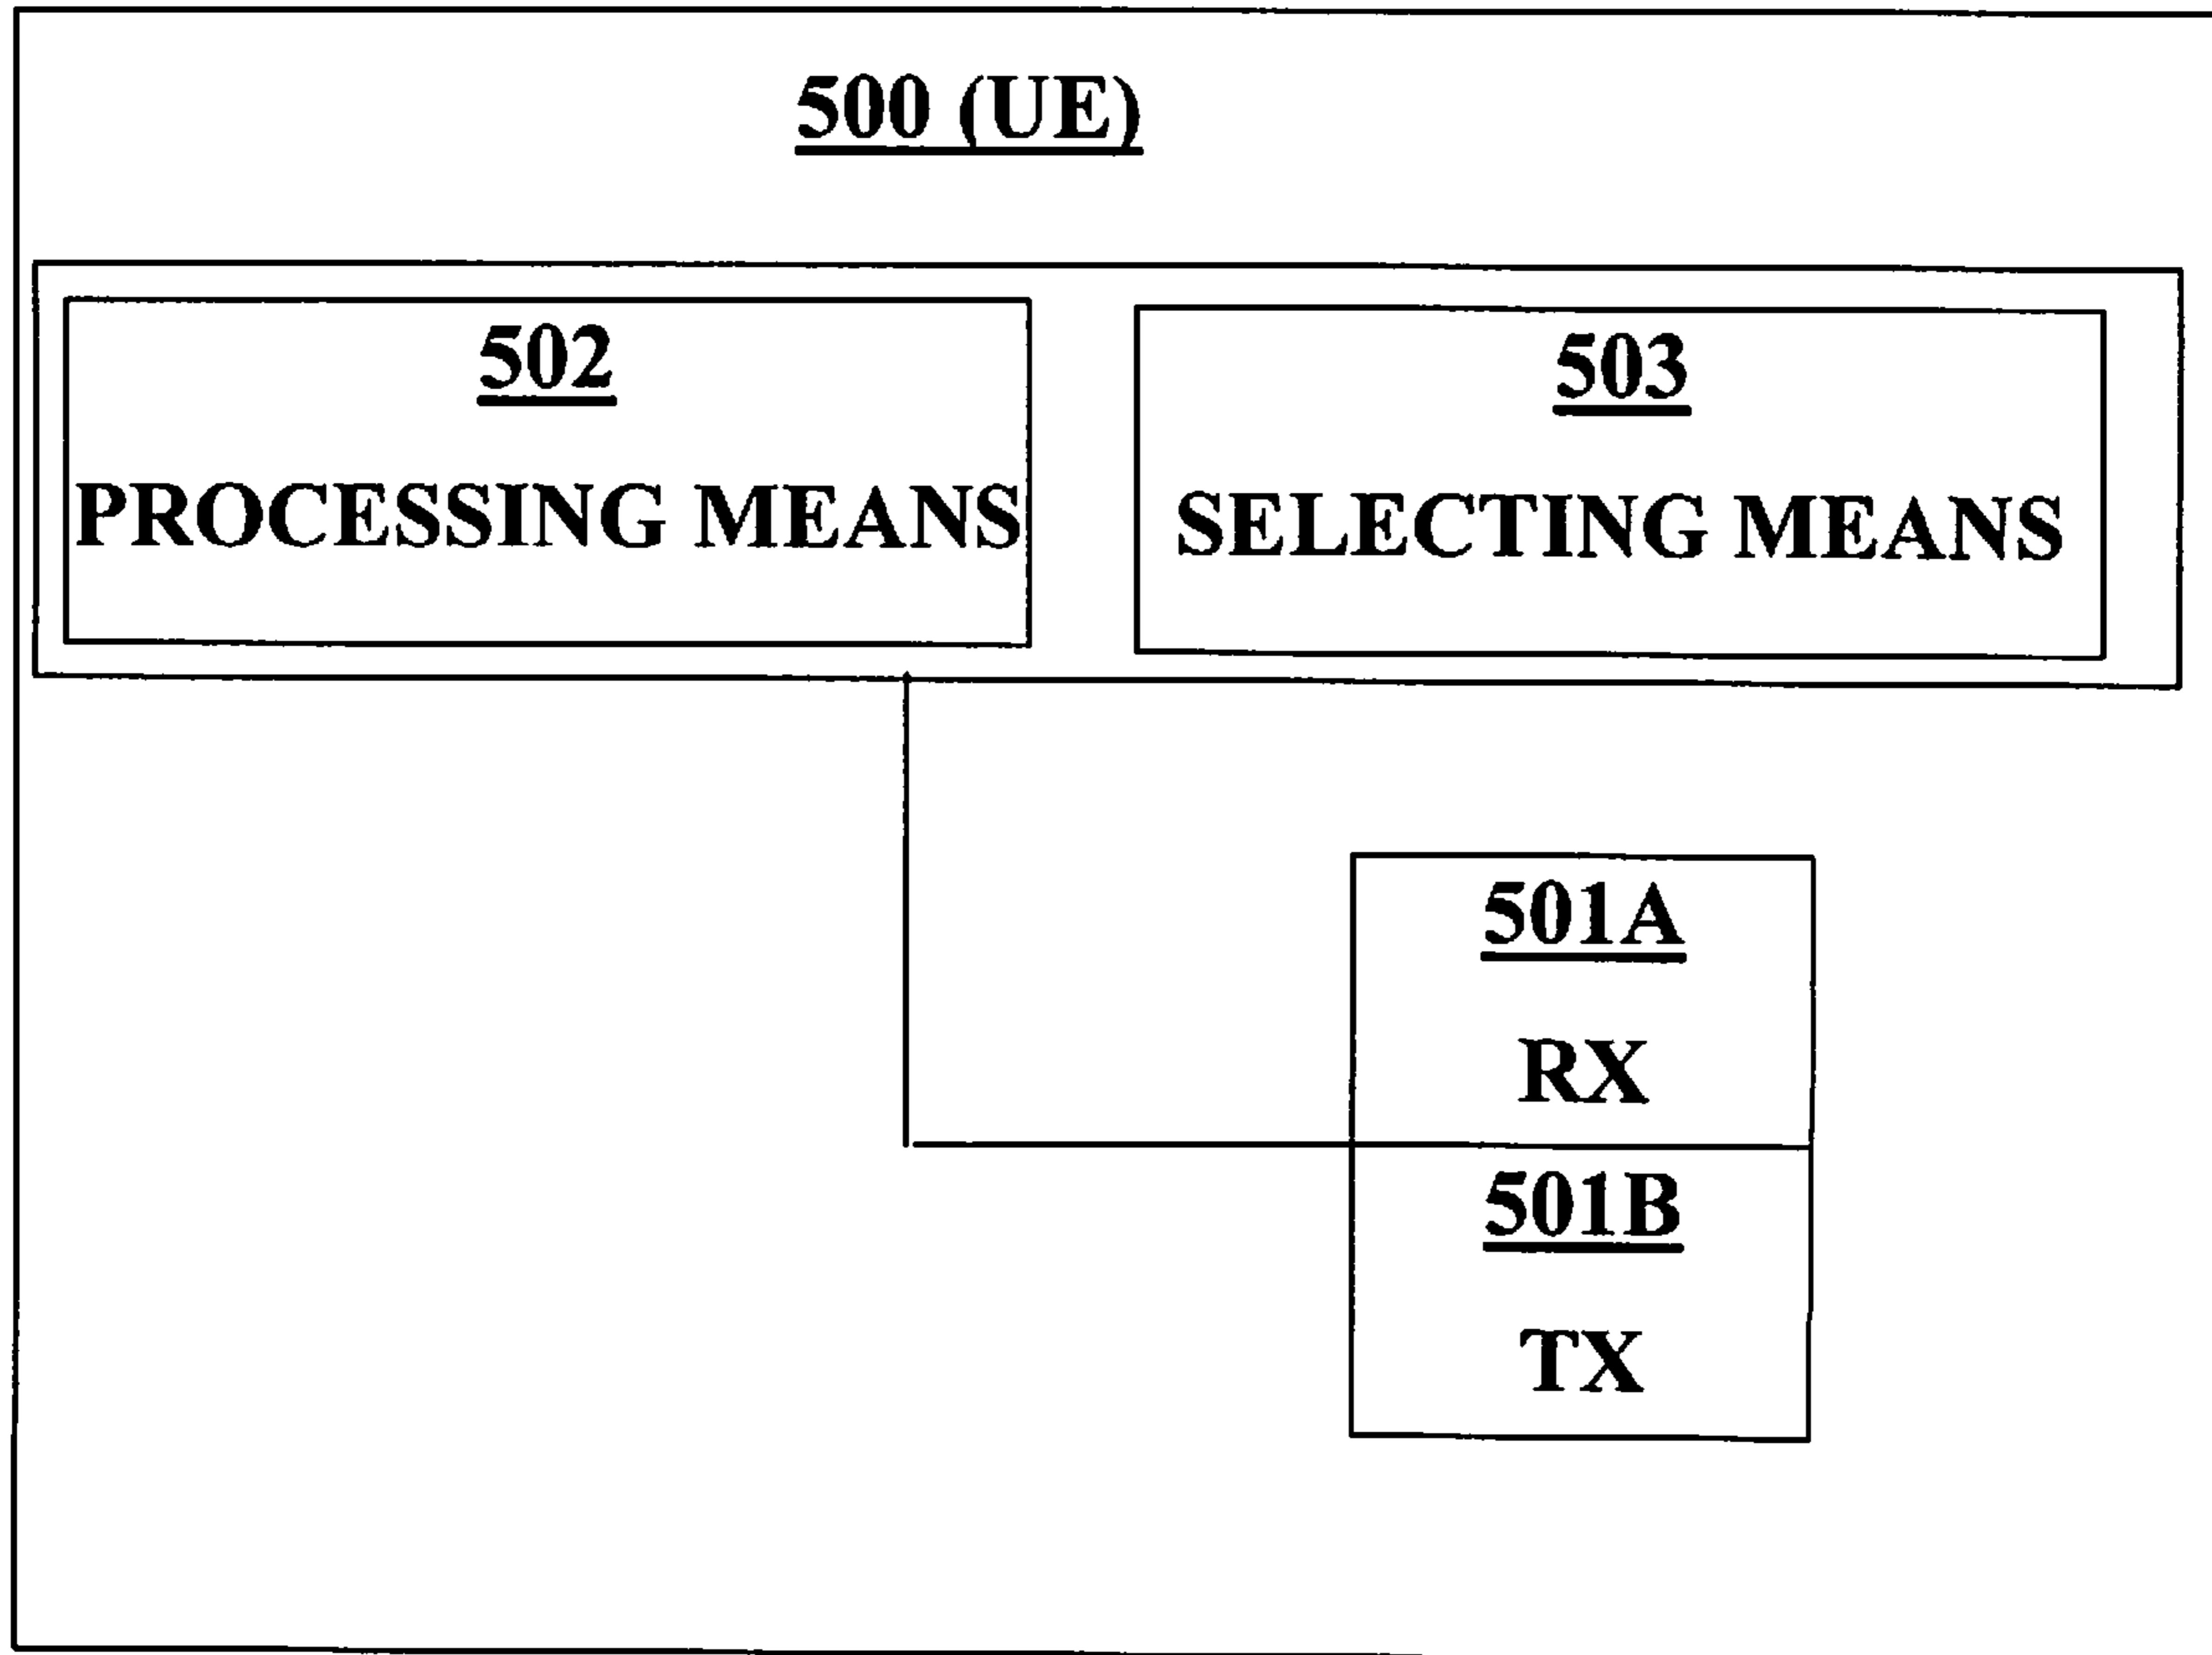 500 (UE)
502
PROCESSING MEANS
503
SELECTING MEANS
501A
RX
501B
TX